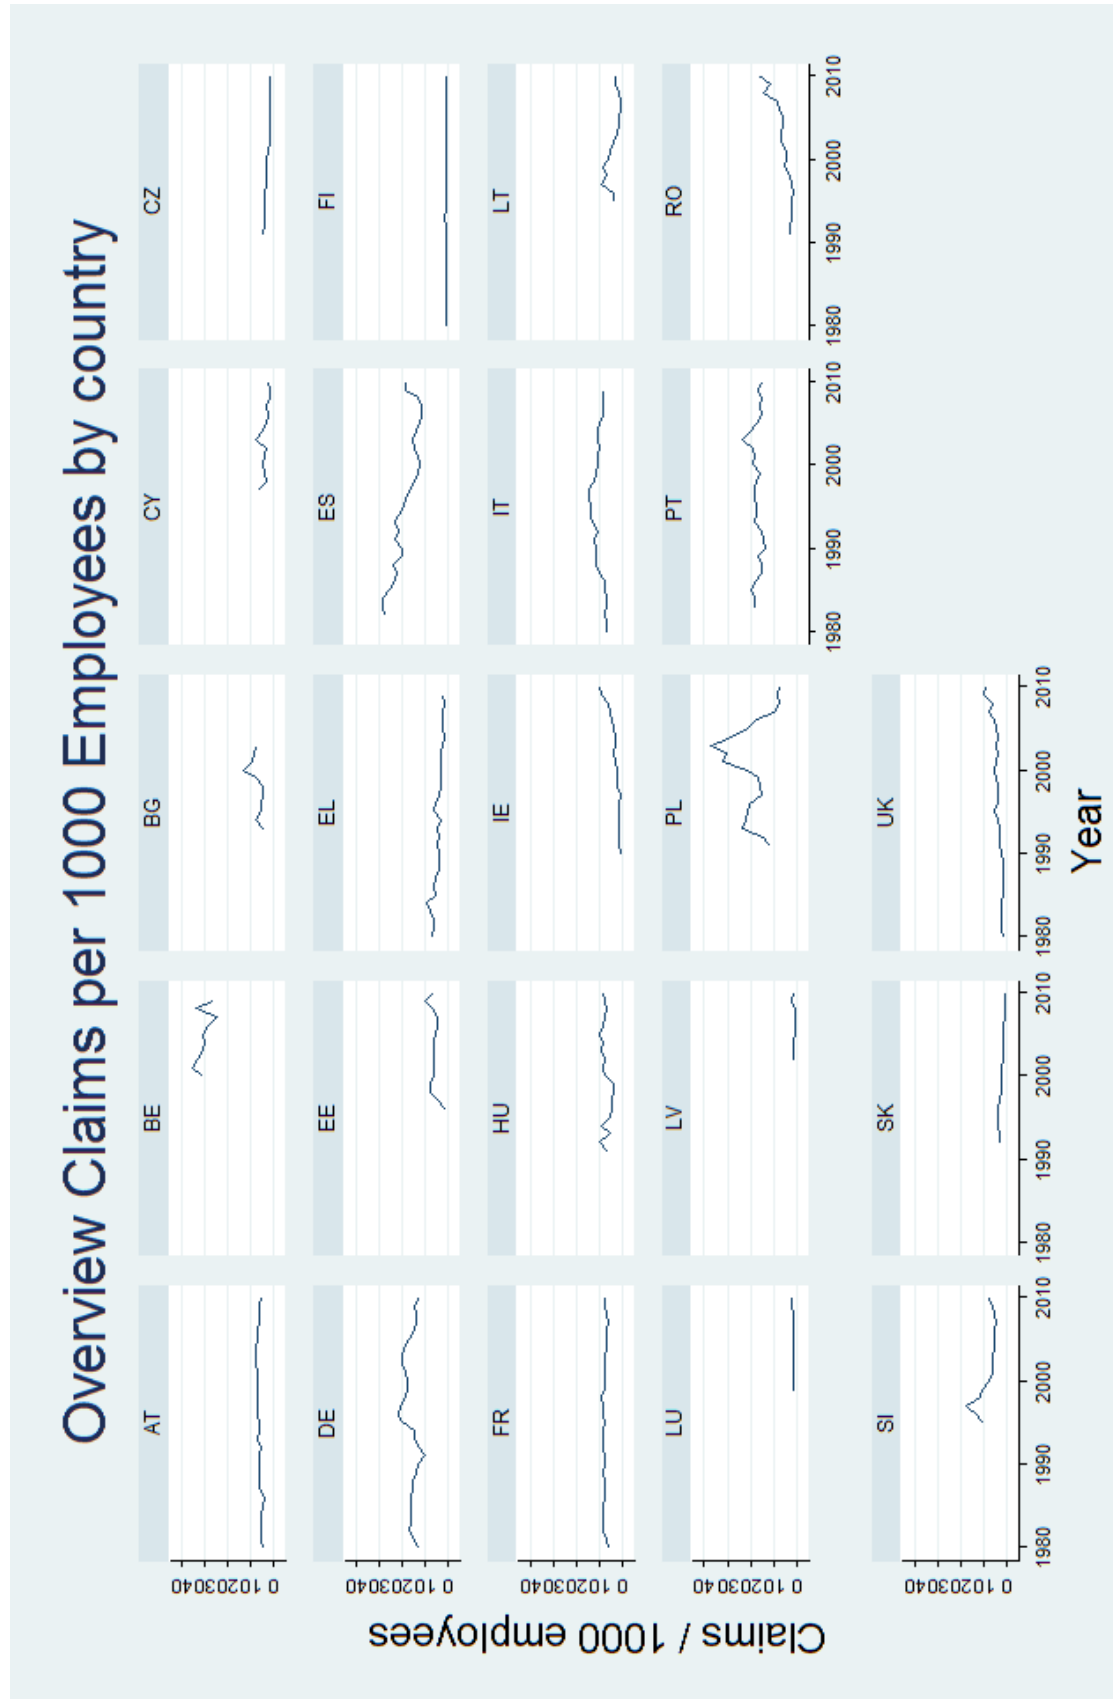 Overview Claims per 1000 Employees by country
AT BE BG CY CZ
0 10203040
DE EE EL ES FI
0 10203040
FR HU IE IT LT
0 10203040
LU LV PL PT RO
0 10203040
1980 1990 2000 2010 1980 1990 2000 2010
SI SK UK
0 10203040
1980 1990 2000 2010 1980 1990 2000 2010 1980 1990 2000 2010
Claims / 1000 employees
Year